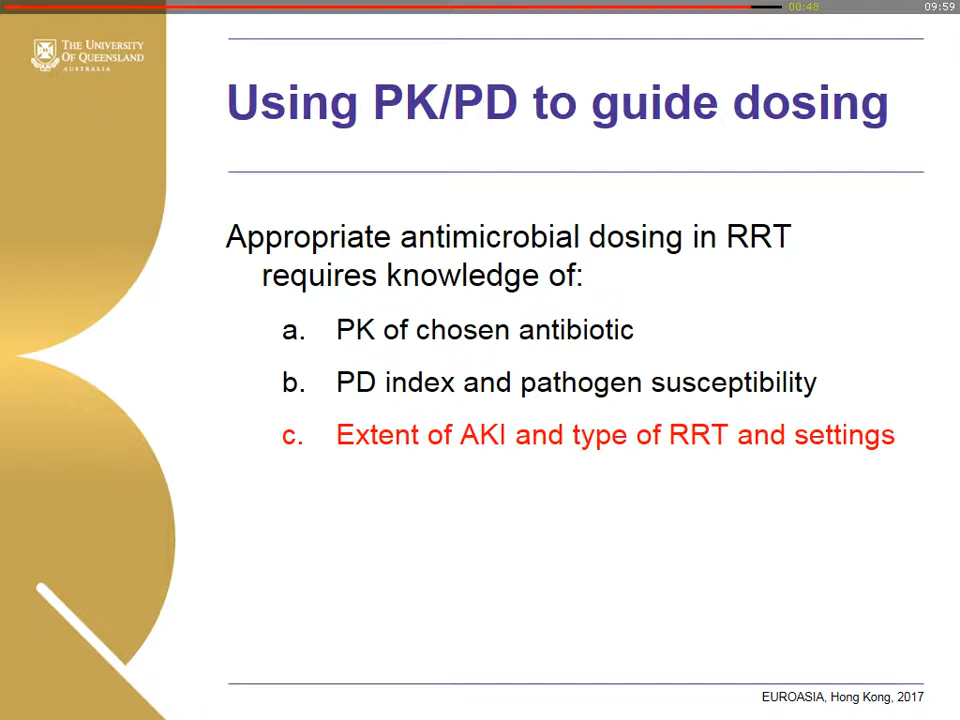 00:48
09:59
THE UNIVERSITY
OF QUEENSLAND
AUSTRALIA
Using PK/PD to guide dosing
Appropriate antimicrobial dosing in RRT
requires knowledge of:
a. PK of chosen antibiotic
b. PD index and pathogen susceptibility
c. Extent of AKI and type of RRT and settings
EUROASIA, Hong Kong, 2017